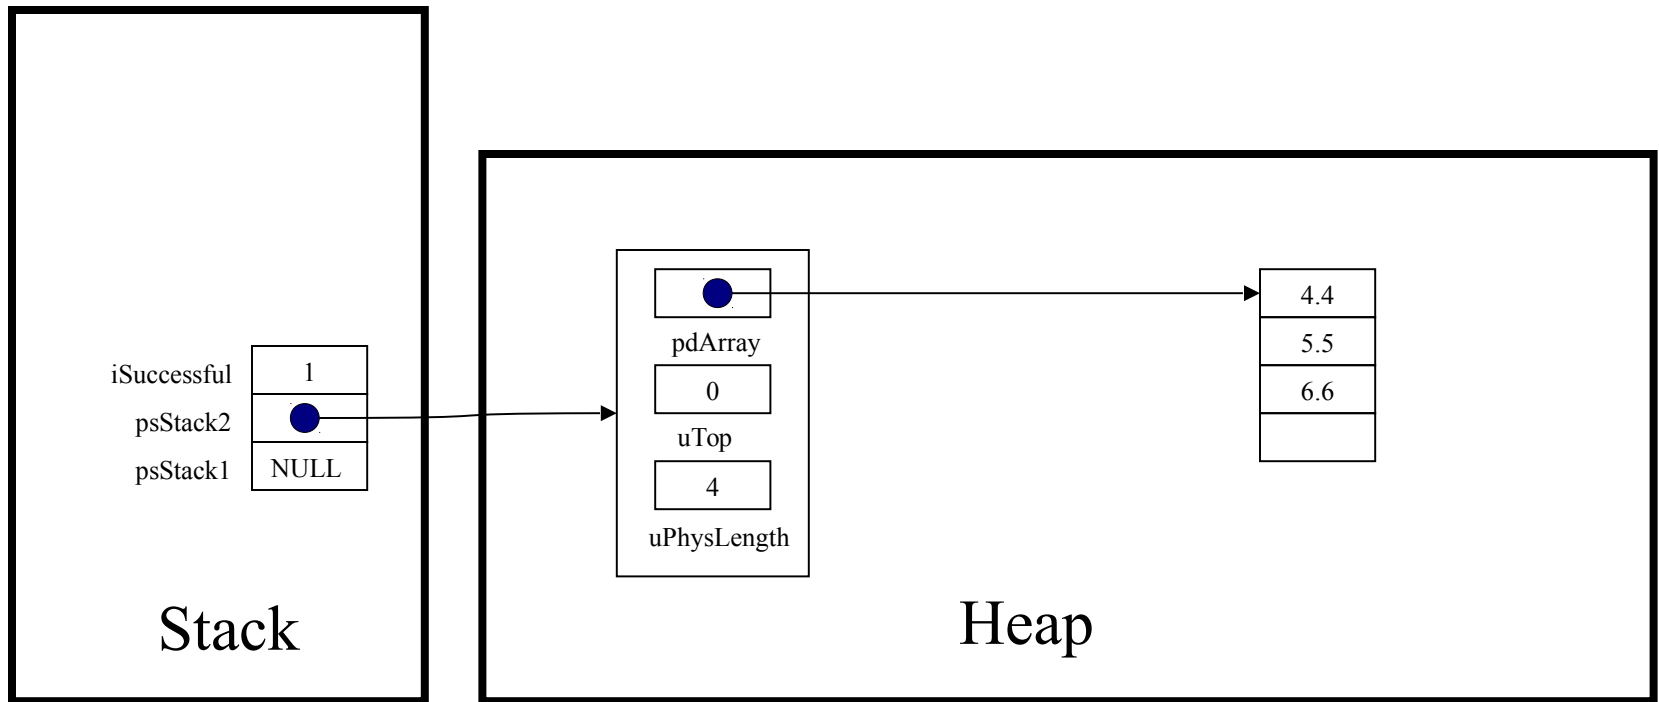 iSuccessful 1
psStack2
psStack1 NULL
Stack
pdArray
0
uTop
4
uPhysLength
4.4
5.5
6.6
Heap